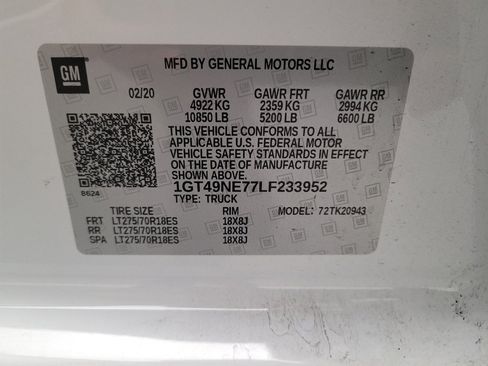 GM
MFD BY GENERAL MOTORS LLC
02/20 GVWR GAWR FRT GAWR RR
4922 KG 2359 KG 2994 KG
10850 LB 5200 LB 6600 LB
THIS VEHICLE CONFORMS TO ALL
APPLICABLE U.S. FEDERAL MOTOR
VEHICLE SAFETY STANDARDS IN EFFECT
ON THE DATE OF MANUFACTURE
SHOWN ABOVE.
8624 1GT49NE77LF233952
TYPE: TRUCK
TIRE SIZE RIM MODEL: 72TK20943
FRT LT275/70R18ES 18X8J
RR LT275/70R18ES 18X8J
SPA LT275/70R18ES 18X8J